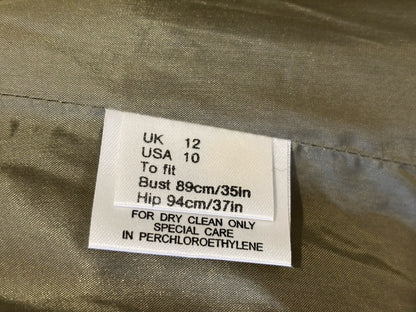 UK 12
USA 10
To fit
Bust 89cm/35In
Hip 94cm/37in
FOR DRY CLEAN ONLY
SPECIAL CARE
IN PERCHLOROETHYLENE